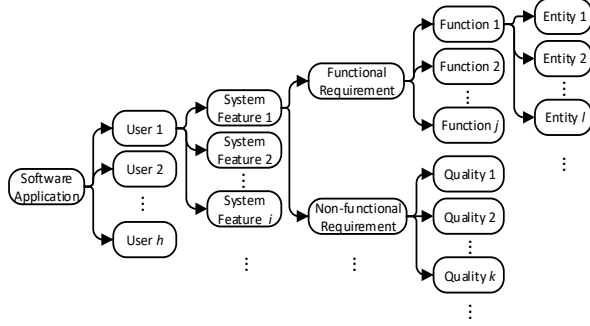 Software
Application
User 1
User 2
⋮
User h
⋮
System
Feature 1
System
Feature 2
⋮
System
Feature i
⋮
Functional
Requirement
Non-functional
Requirement
⋮
Function 1
Function 2
⋮
Function j
Quality 1
Quality 2
⋮
Quality k
⋮
Entity 1
Entity 2
⋮
Entity l
⋮